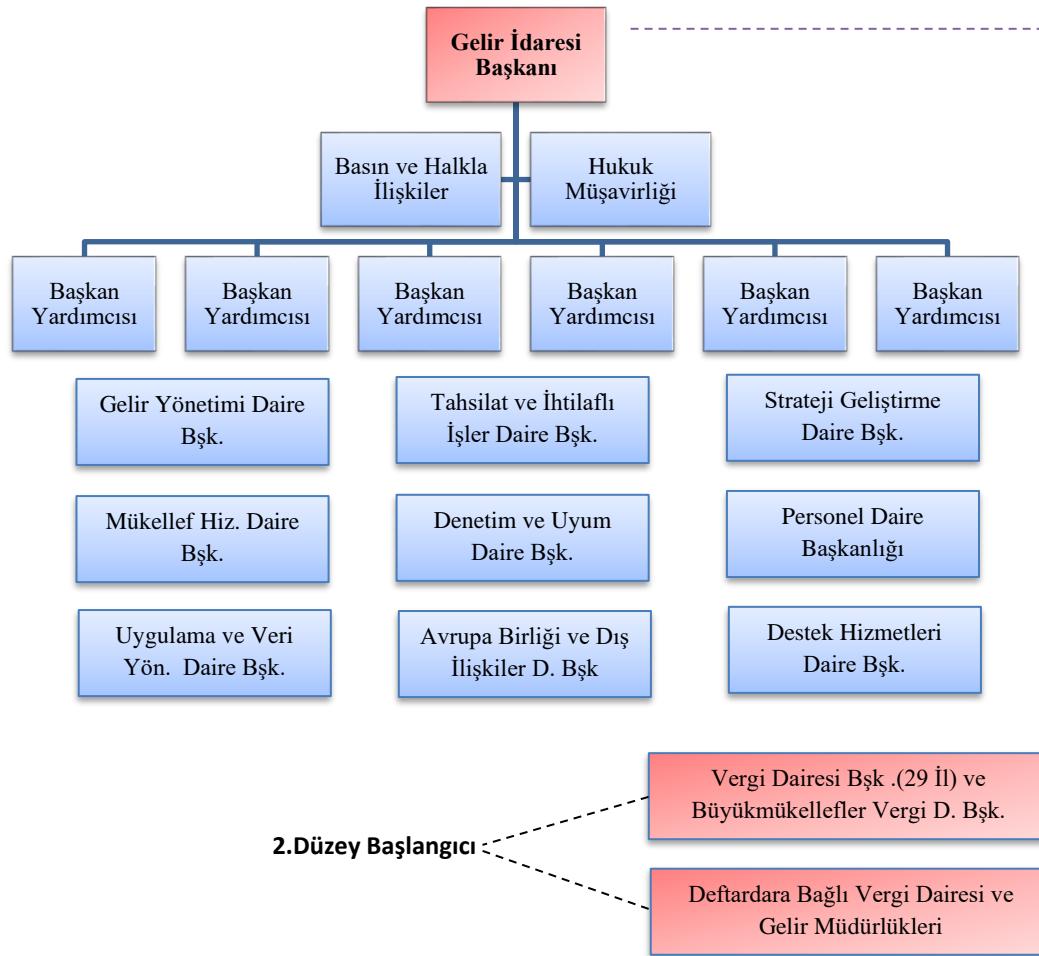 Gelir İdaresi
Başkanı
Basın ve Halkla
İlişkiler
Hukuk
Müşavirliği
Başkan
Yardımcısı
Başkan
Yardımcısı
Başkan
Yardımcısı
Başkan
Yardımcısı
Başkan
Yardımcısı
Başkan
Yardımcısı
Gelir Yönetimi Daire
Bşk.
Tahsilat ve İhtilaflı
İşler Daire Bşk.
Strateji Geliştirme
Daire Bşk.
Mükellef Hiz. Daire
Bşk.
Denetim ve Uyum
Daire Bşk.
Personel Daire
Başkanlığı
Uygulama ve Veri
Yön. Daire Bşk.
Avrupa Birliği ve Dış
İlişkiler D. Bşk
Destek Hizmetleri
Daire Bşk.
Vergi Dairesi Bşk .(29 İl) ve
Büyükmükellefler Vergi D. Bşk.
2.Düzey Başlangıcı
Deftardara Bağlı Vergi Dairesi ve
Gelir Müdürlükleri